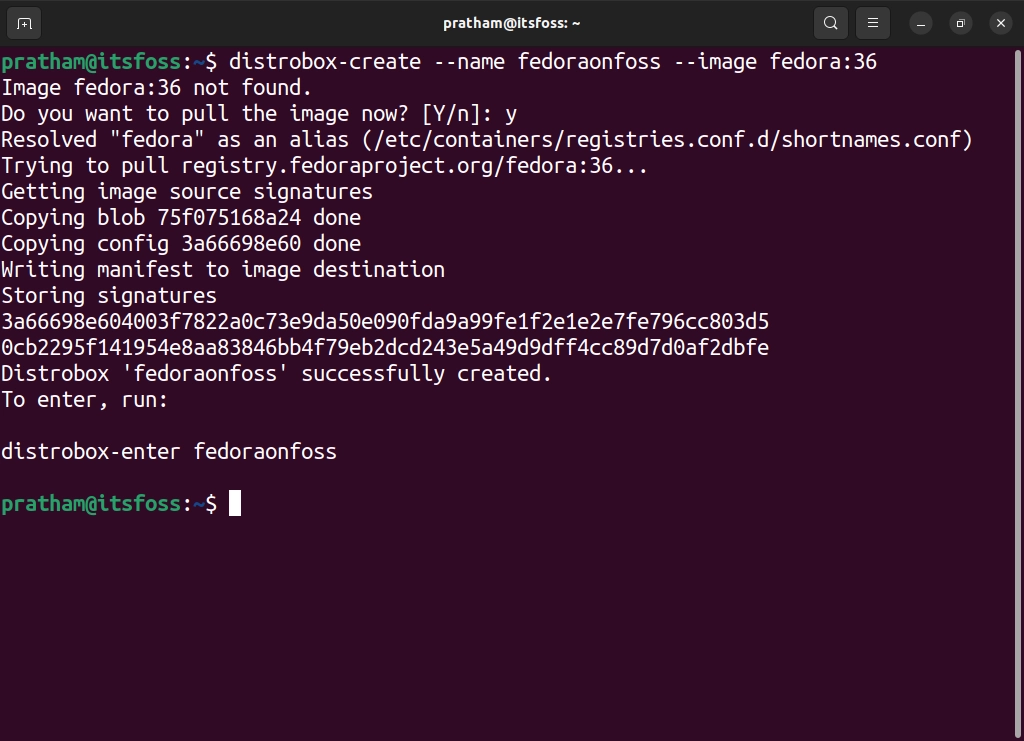 pratham@itsfoss: ~
pratham@itsfoss:~$ distrobox-create --name fedoraonfoss --image fedora:36
Image fedora:36 not found.
Do you want to pull the image now? [Y/n]: y
Resolved "fedora" as an alias (/etc/containers/registries.conf.d/shortnames.conf)
Trying to pull registry.fedoraproject.org/fedora:36...
Getting image source signatures
Copying blob 75f075168a24 done
Copying config 3a66698e60 done
Writing manifest to image destination
Storing signatures
3a66698e604003f7822a0c73e9da50e090fda9a99fe1f2e1e2e7fe796cc803d5
0cb2295f141954e8aa83846bb4f79eb2dcd243e5a49d9dff4cc89d7d0af2dbfe
Distrobox 'fedoraonfoss' successfully created.
To enter, run:
distrobox-enter fedoraonfoss
pratham@itsfoss:~$